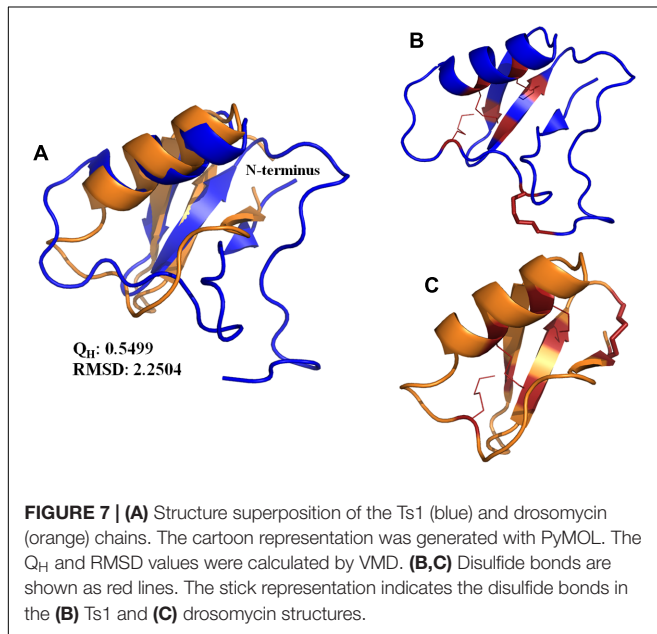 A
B
N-terminus
C
Q_H: 0.5499
RMSD: 2.2504
FIGURE 7 | (A) Structure superposition of the Ts1 (blue) and drosomycin
(orange) chains. The cartoon representation was generated with PyMOL. The
Q_H and RMSD values were calculated by VMD. (B,C) Disulfide bonds are
shown as red lines. The stick representation indicates the disulfide bonds in
the (B) Ts1 and (C) drosomycin structures.